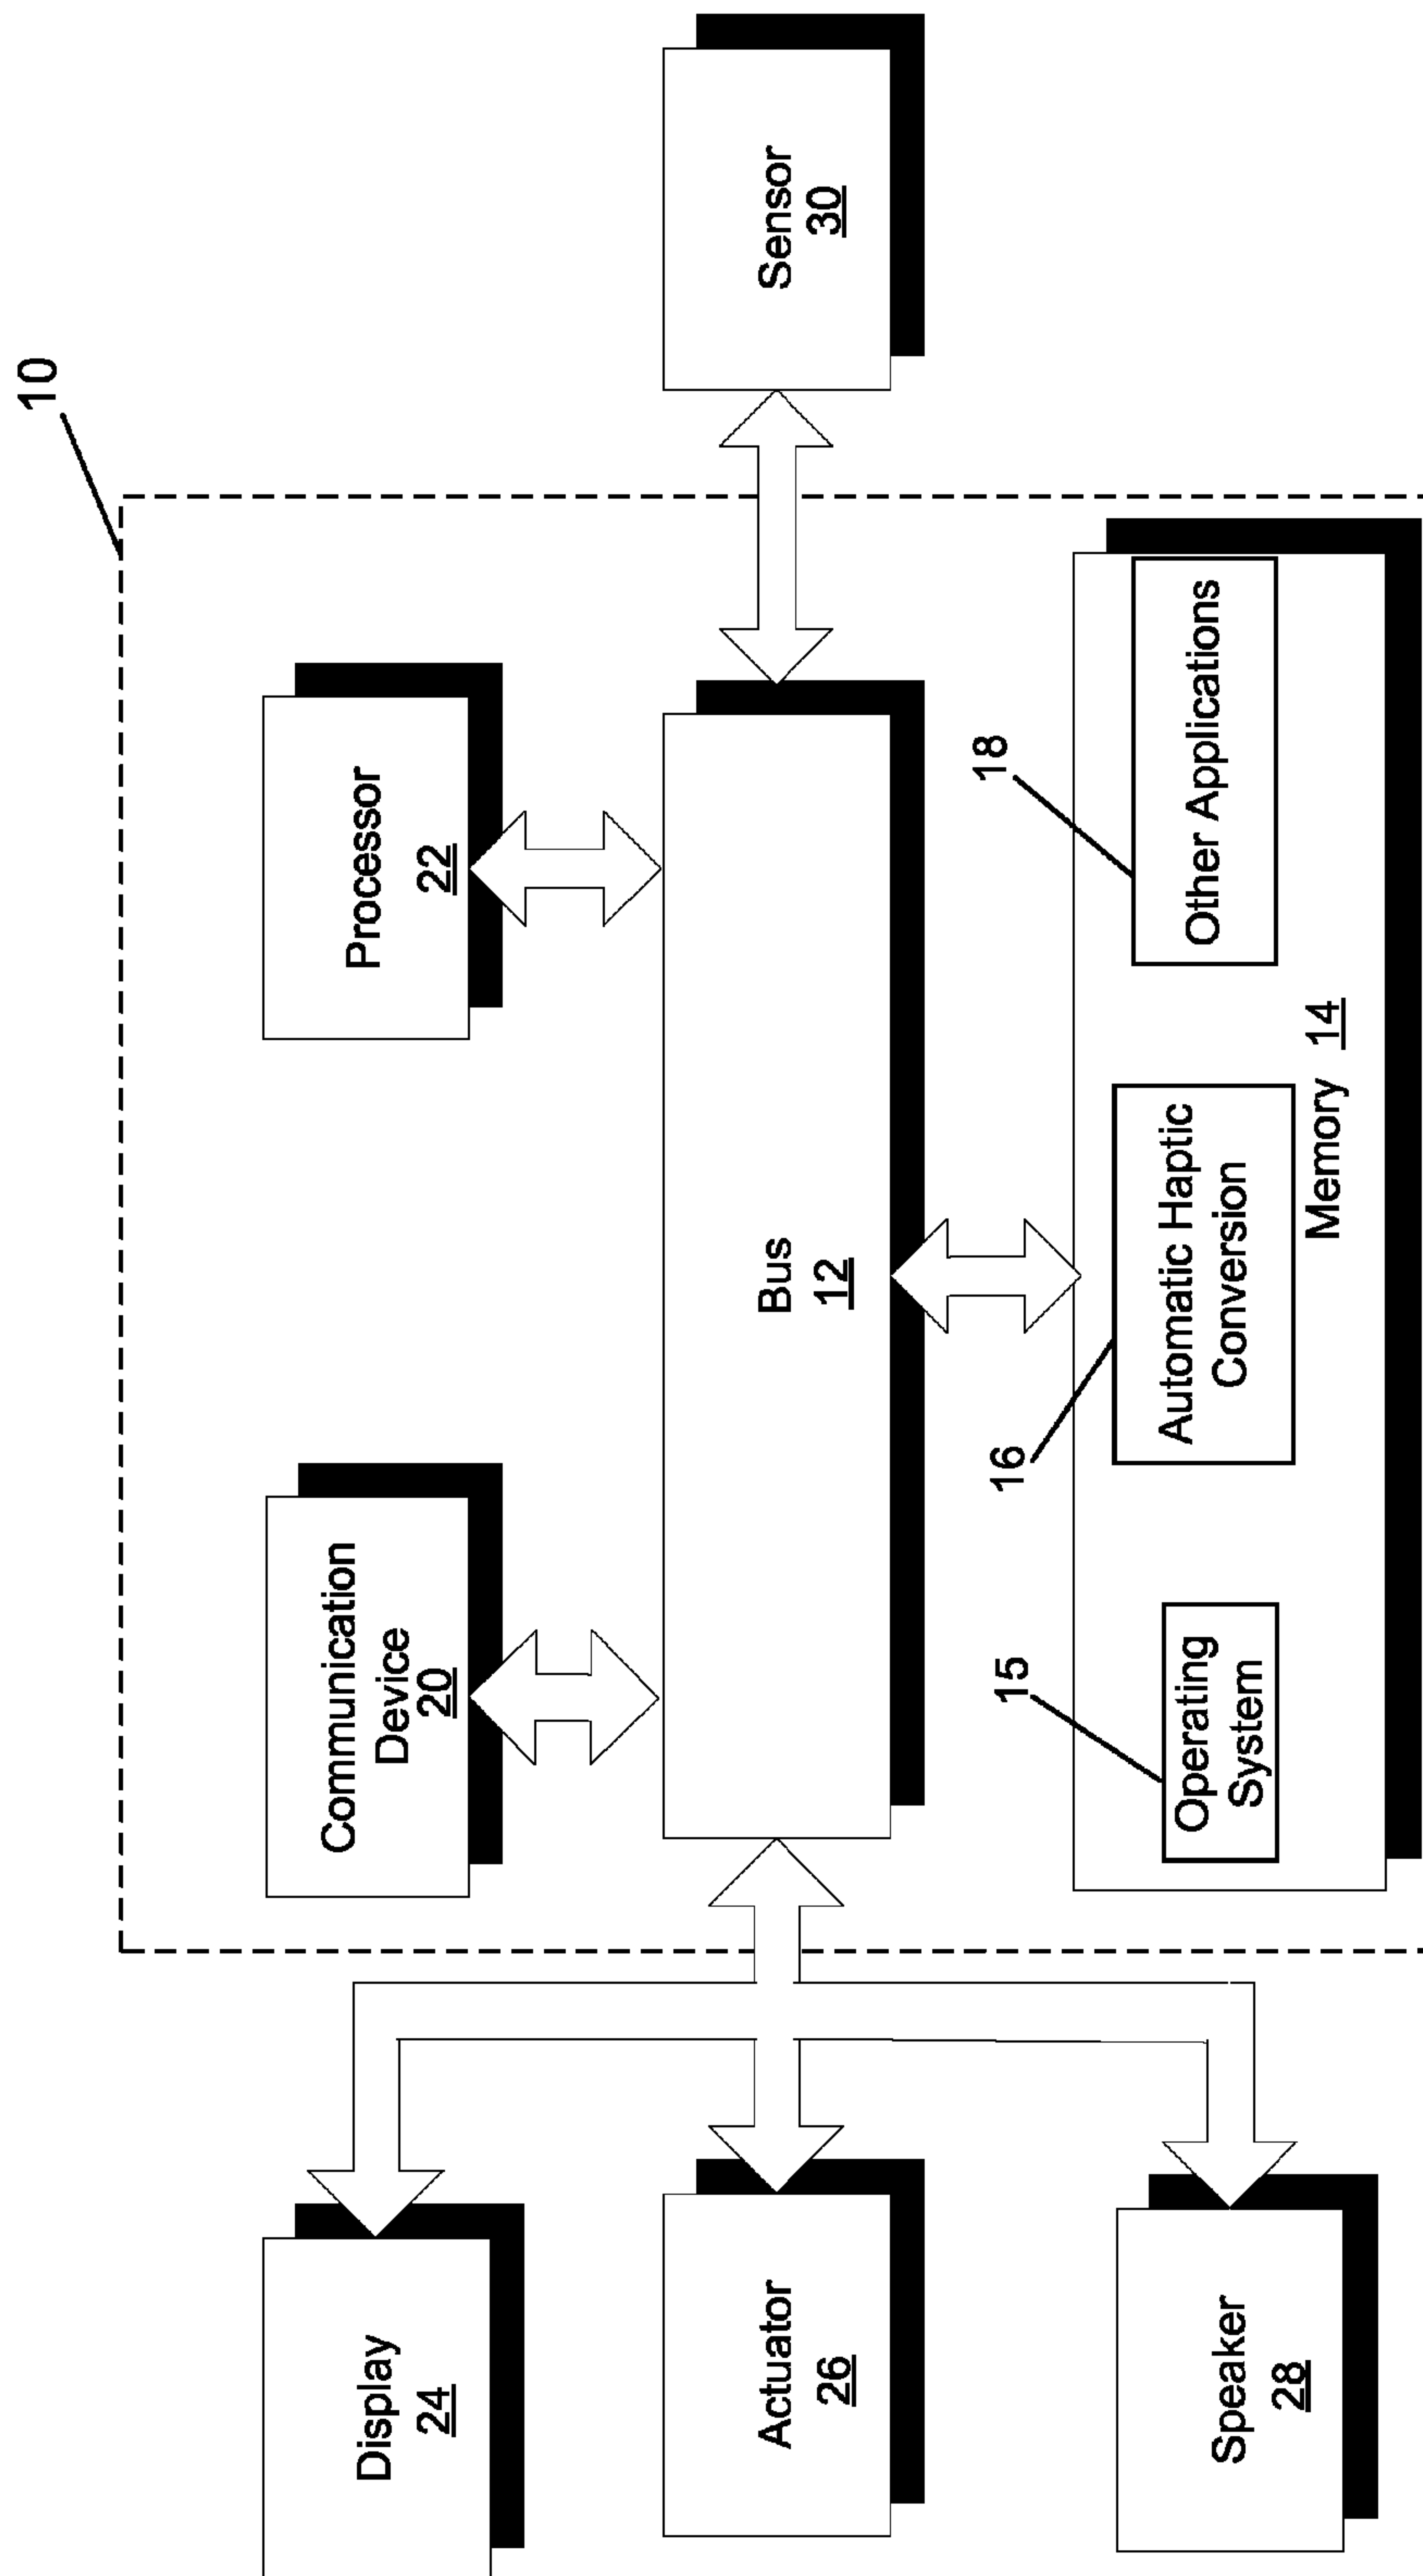 10
Communication
Device
20
Processor
22
Display
24
Actuator
26
Bus
12
Sensor
30
15
16
18
Operating
System
Automatic Haptic
Conversion
Other Applications
Memory 14
Speaker
28